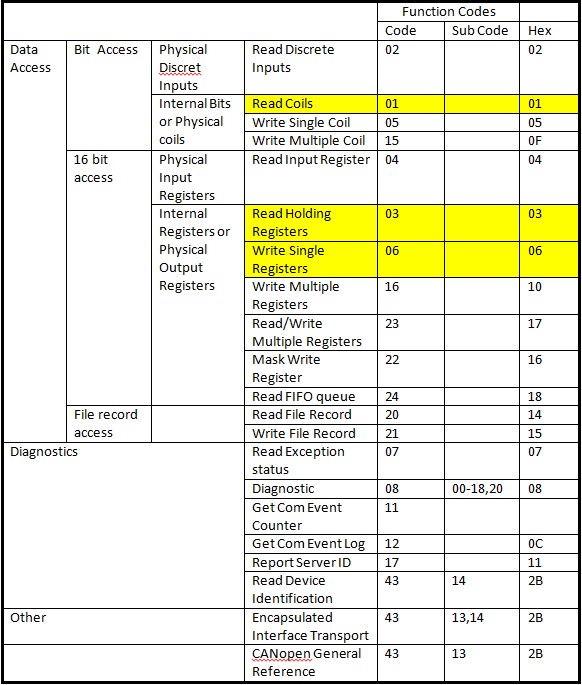 Function Codes
Code Sub Code Hex
Data Access Bit Access Physical Discret Inputs Read Discrete Inputs 02 02
Internal Bits or Physical coils Read Coils 01 01
Write Single Coil 05 05
Write Multiple Coil 15 0F
16 bit access Physical Input Registers Read Input Register 04 04
Internal Registers or Physical Output Registers Read Holding Registers 03 03
Write Single Registers 06 06
Write Multiple Registers 16 10
Read/Write Multiple Registers 23 17
Mask Write Register 22 16
Read FIFO queue 24 18
File record access Read File Record 20 14
Write File Record 21 15
Diagnostics Read Exception status 07 07
Diagnostic 08 00-18,20 08
Get Com Event Counter 11
Get Com Event Log 12 0C
Report Server ID 17 11
Read Device Identification 43 14 2B
Other Encapsulated Interface Transport 43 13,14 2B
CANopen General Reference 43 13 2B